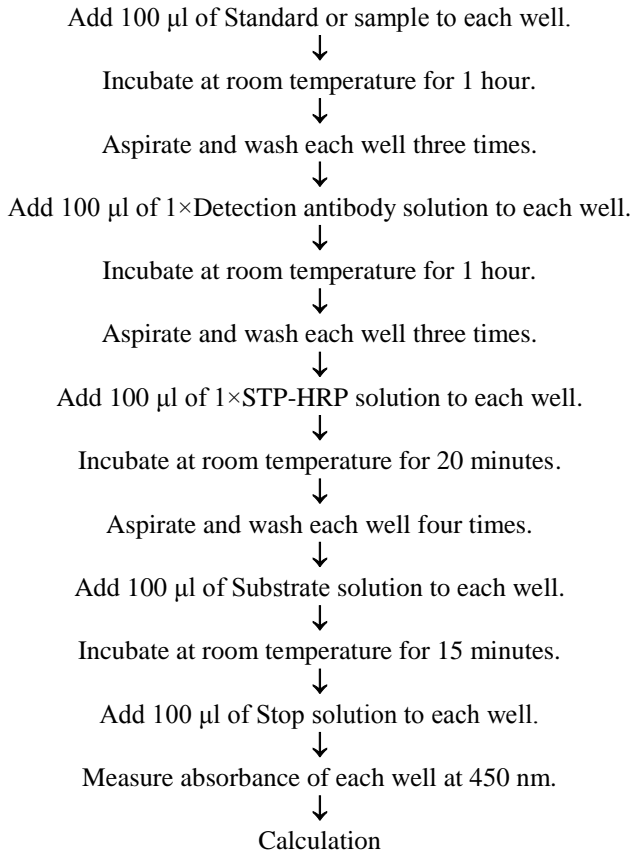 Add 100 μl of Standard or sample to each well.
↓
Incubate at room temperature for 1 hour.
↓
Aspirate and wash each well three times.
↓
Add 100 μl of 1×Detection antibody solution to each well.
↓
Incubate at room temperature for 1 hour.
↓
Aspirate and wash each well three times.
↓
Add 100 μl of 1×STP-HRP solution to each well.
↓
Incubate at room temperature for 20 minutes.
↓
Aspirate and wash each well four times.
↓
Add 100 μl of Substrate solution to each well.
↓
Incubate at room temperature for 15 minutes.
↓
Add 100 μl of Stop solution to each well.
↓
Measure absorbance of each well at 450 nm.
↓
Calculation